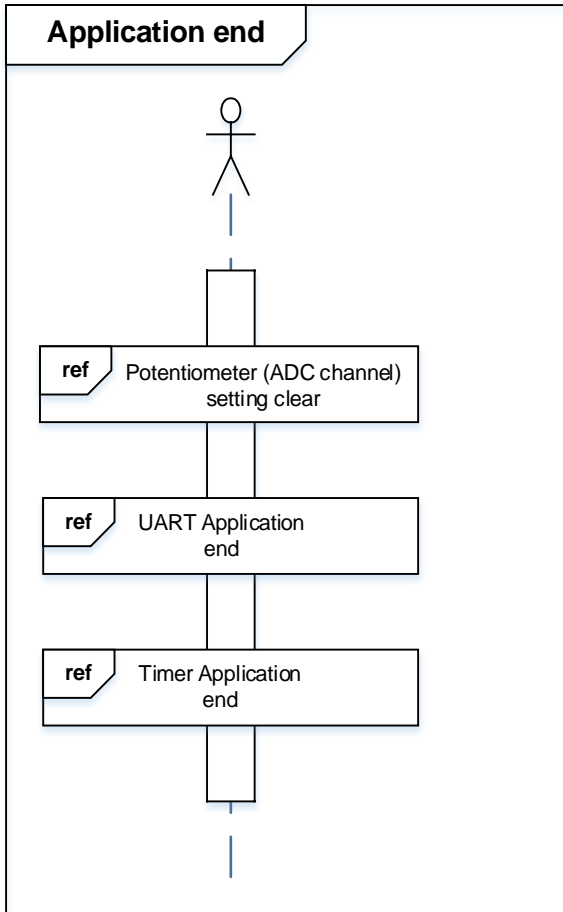 Application end
ref
Potentiometer (ADC channel)
setting clear
ref
UART Application
end
ref
Timer Application
end